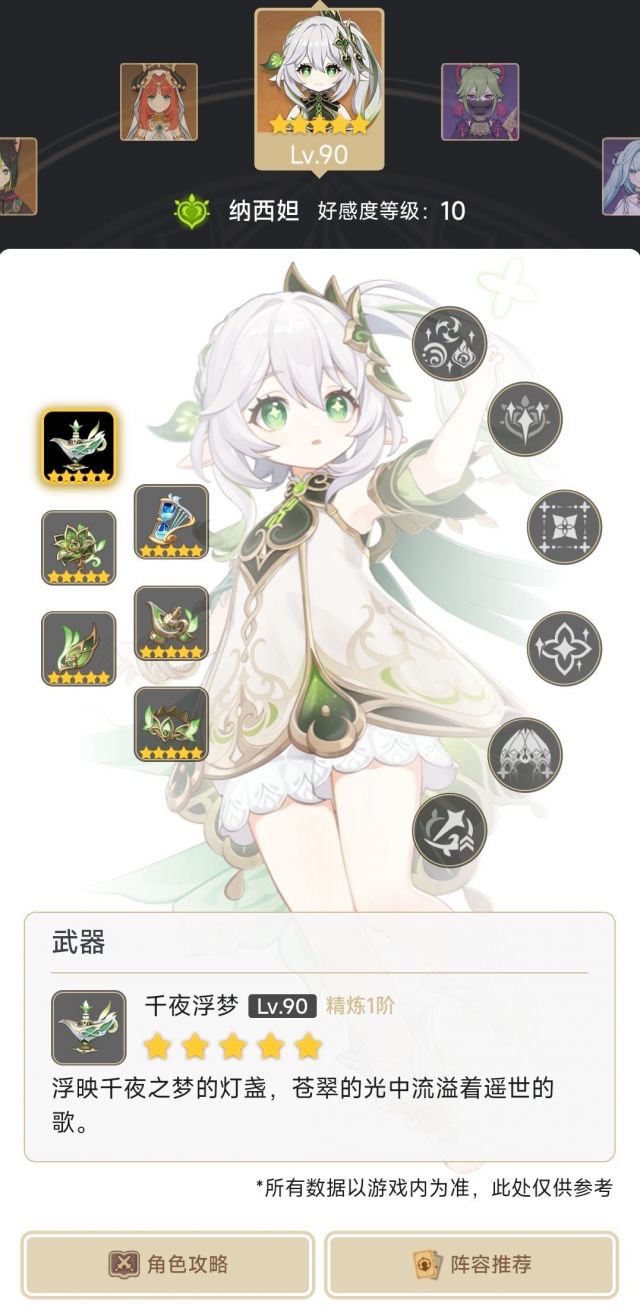 Lv.90
纳西妲 好感度等级：10
武器
千夜浮梦 Lv.90 精炼1阶
浮映千夜之梦的灯盏，苍翠的光中流溢着遥世的
歌。
*所有数据以游戏内为准，此处仅供参考
角色攻略 阵容推荐